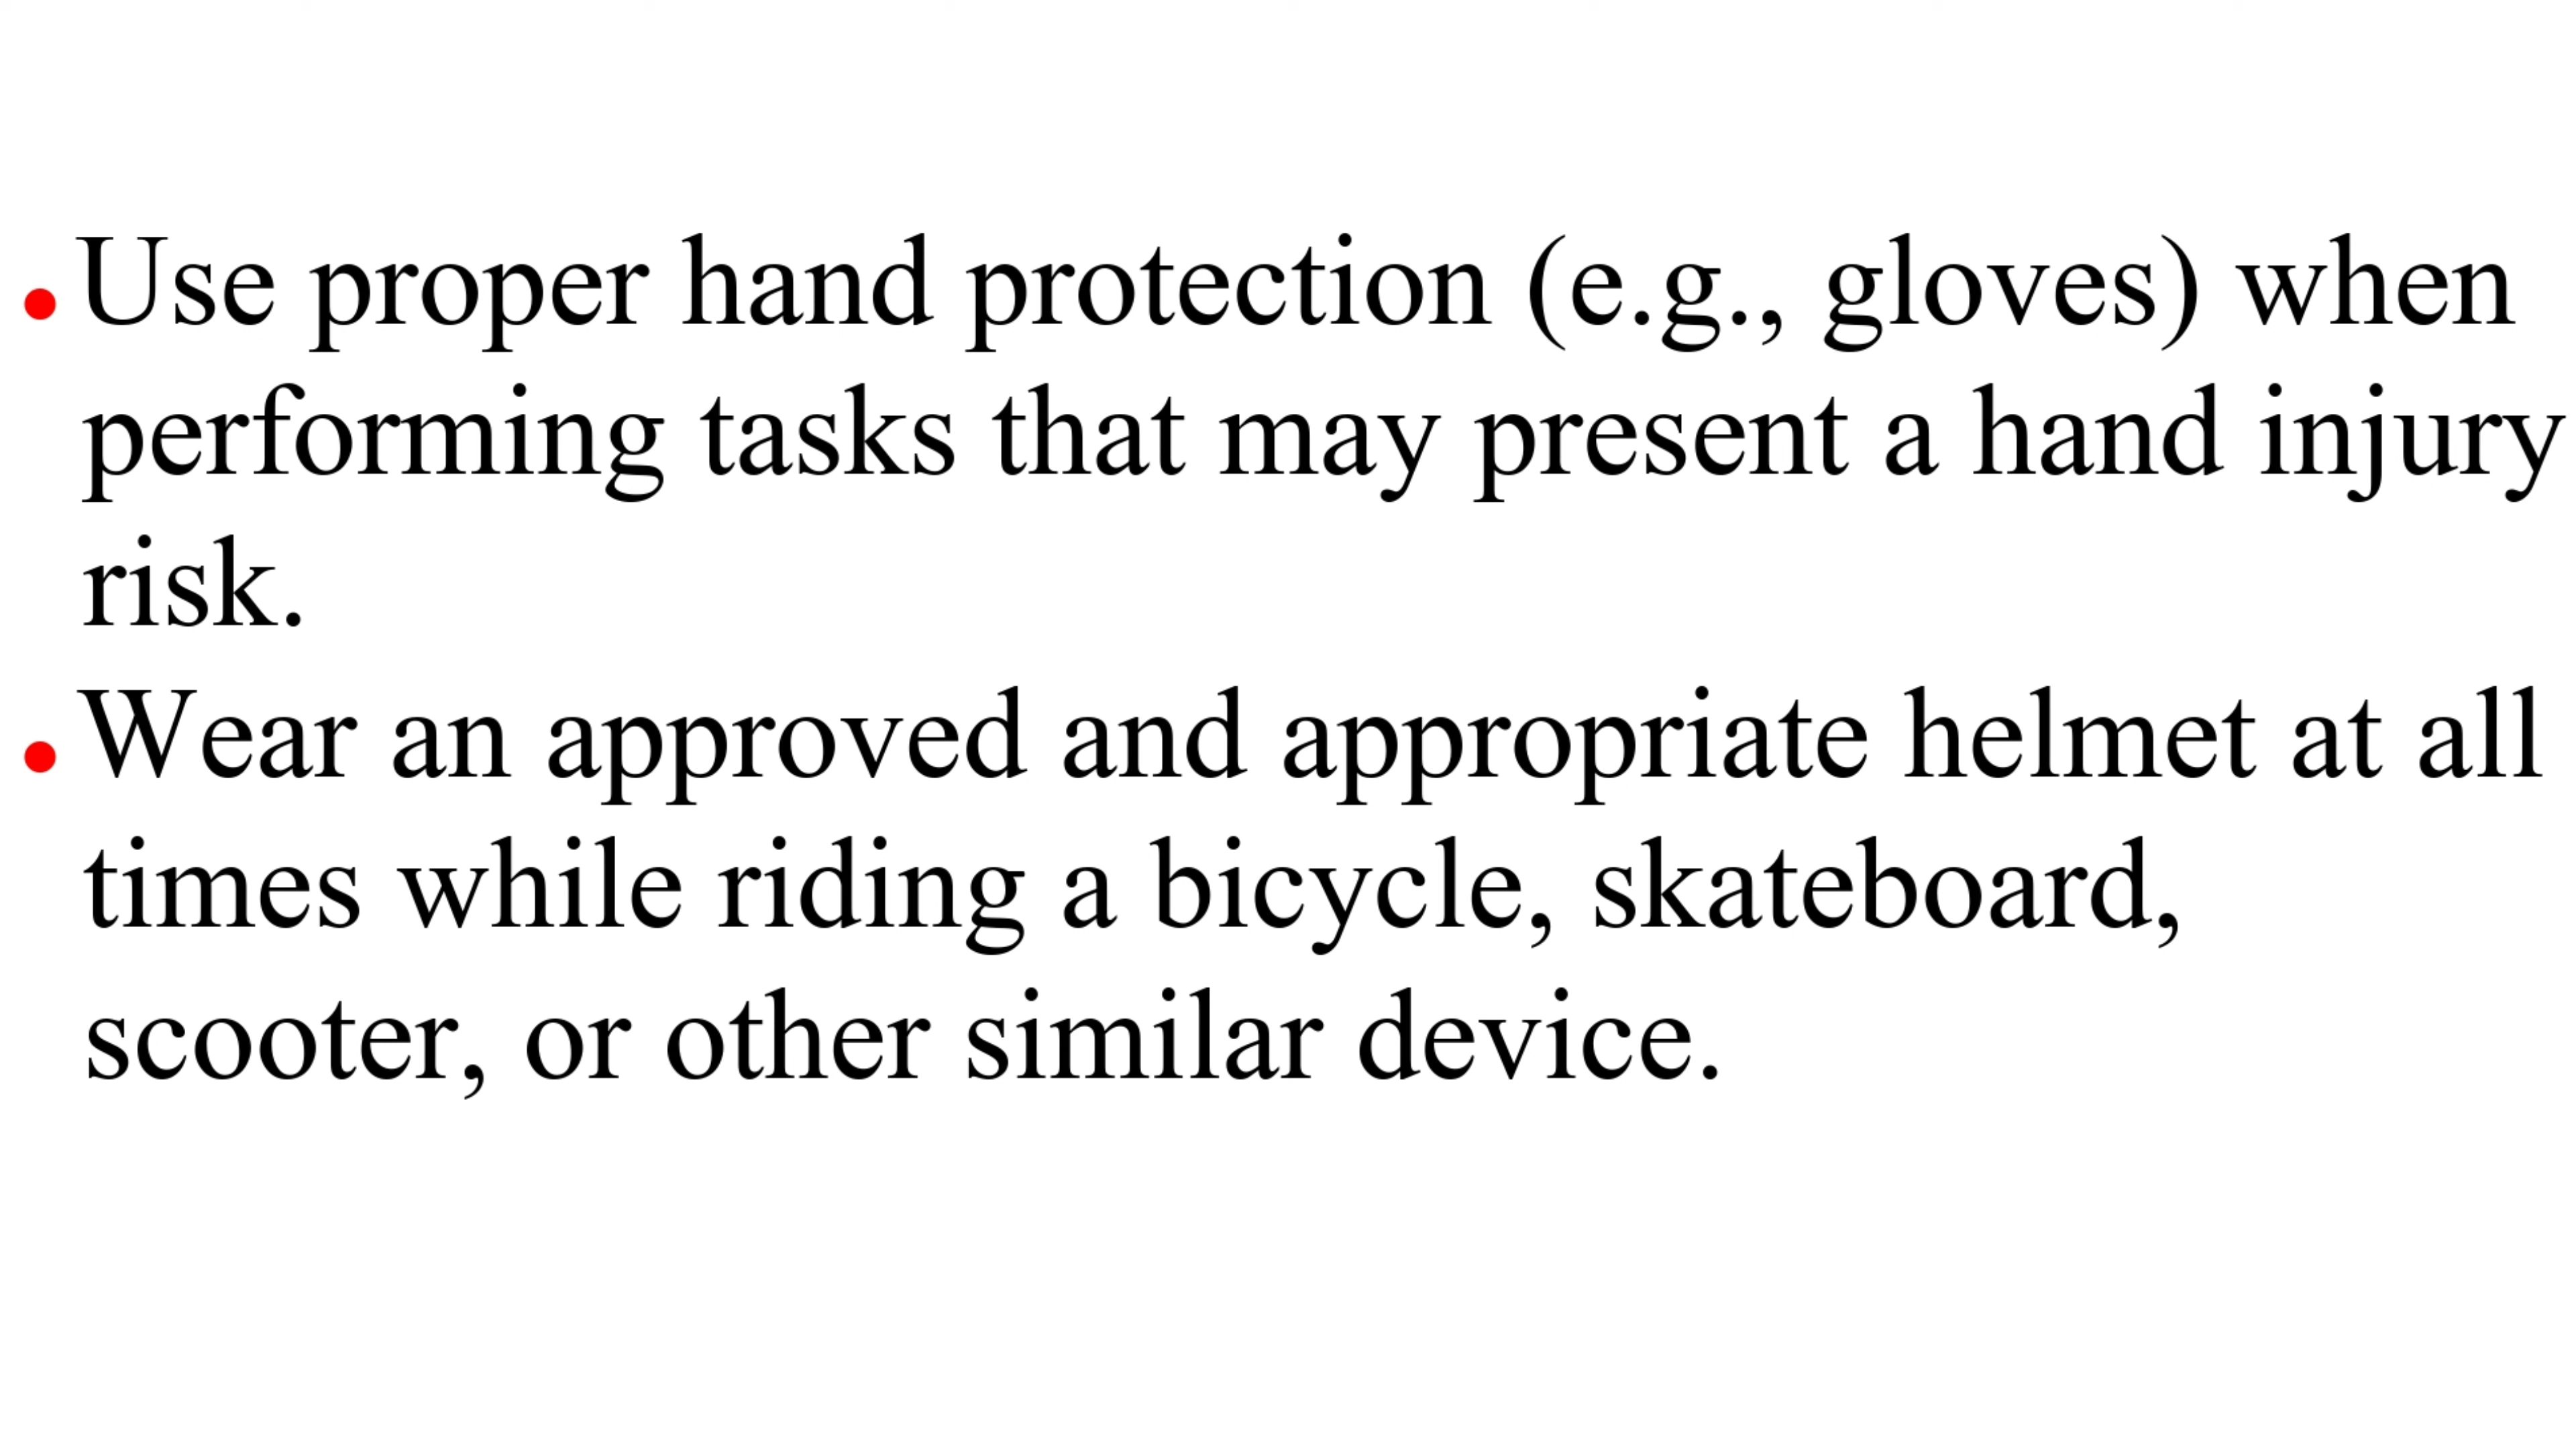 • Use proper hand protection (e.g., gloves) when
performing tasks that may present a hand injury
risk.
• Wear an approved and appropriate helmet at all
times while riding a bicycle, skateboard,
scooter, or other similar device.